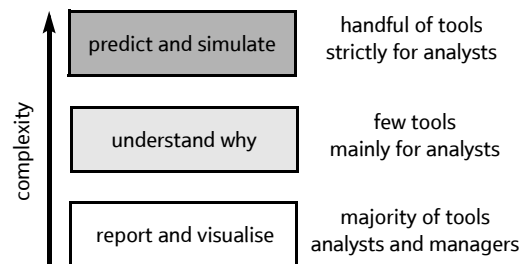 complexity
predict and simulate
handful of tools
strictly for analysts
understand why
few tools
mainly for analysts
report and visualise
majority of tools
analysts and managers